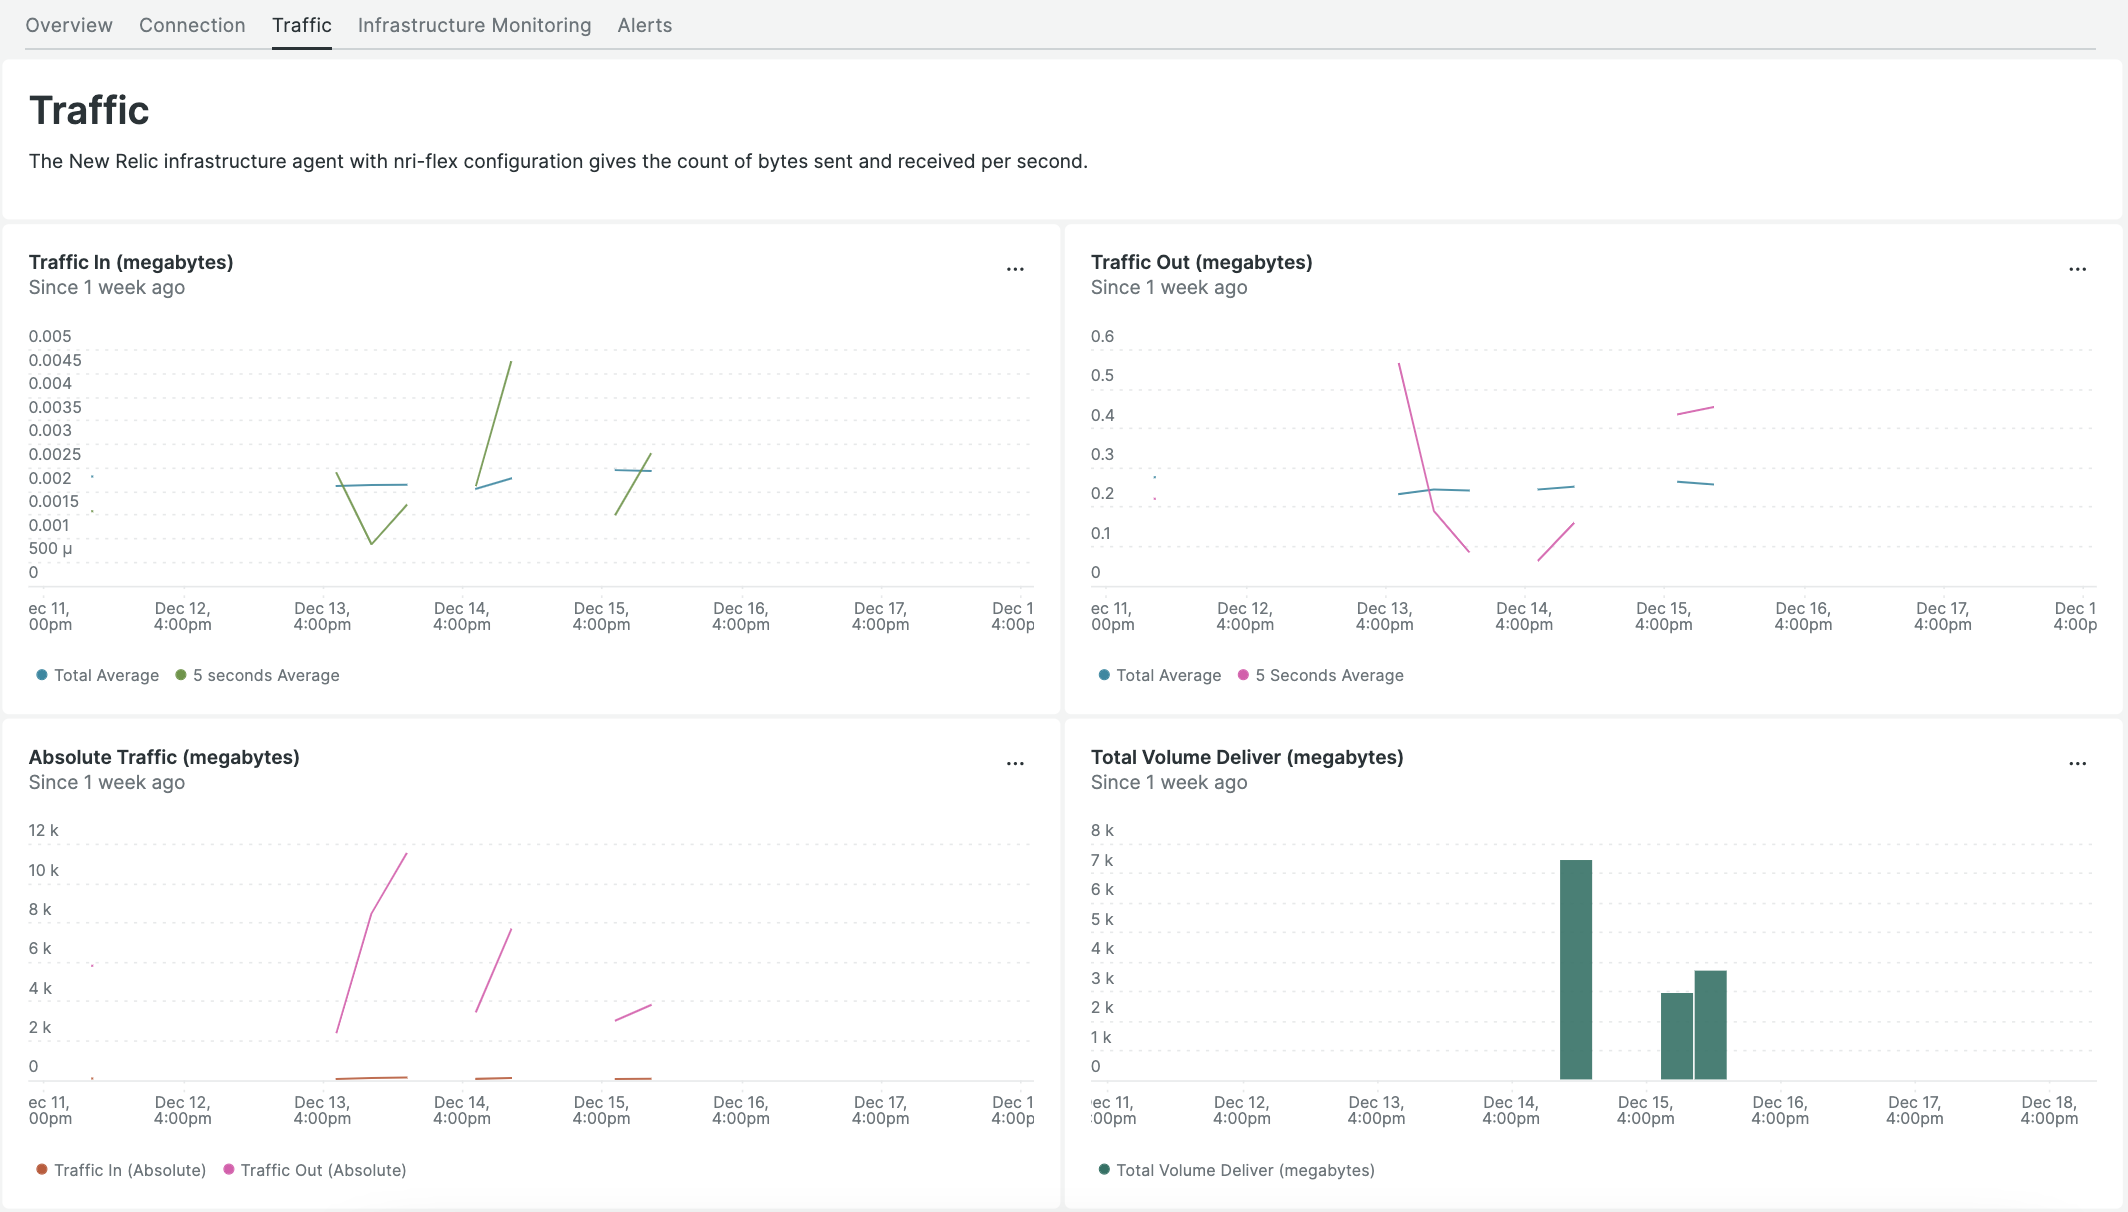 Overview Connection Traffic Infrastructure Monitoring Alerts
Traffic
The New Relic infrastructure agent with nri-flex configuration gives the count of bytes sent and received per second.
Traffic In (megabytes)
Since 1 week ago
...
0.005
0.0045
0.004
0.0035
0.003
0.0025
0.002
0.0015
0.001
500 µ
0
ec 11, Dec 12, Dec 13, Dec 14, Dec 15, Dec 16, Dec 17, Dec 1
00pm 4:00pm 4:00pm 4:00pm 4:00pm 4:00pm 4:00pm 4:00p
Total Average 5 seconds Average
Traffic Out (megabytes)
Since 1 week ago
...
0.6
0.5
0.4
0.3
0.2
0.1
0
ec 11, Dec 12, Dec 13, Dec 14, Dec 15, Dec 16, Dec 17, Dec 1
00pm 4:00pm 4:00pm 4:00pm 4:00pm 4:00pm 4:00pm 4:00p
Total Average 5 Seconds Average
Absolute Traffic (megabytes)
Since 1 week ago
...
12 k
10 k
8 k
6 k
4 k
2 k
0
ec 11, Dec 12, Dec 13, Dec 14, Dec 15, Dec 16, Dec 17, Dec 1
00pm 4:00pm 4:00pm 4:00pm 4:00pm 4:00pm 4:00pm 4:00p
Traffic In (Absolute) Traffic Out (Absolute)
Total Volume Deliver (megabytes)
Since 1 week ago
...
8 k
7 k
6 k
5 k
4 k
3 k
2 k
1 k
0
ec 11, Dec 12, Dec 13, Dec 14, Dec 15, Dec 16, Dec 17, Dec 18,
:00pm 4:00pm 4:00pm 4:00pm 4:00pm 4:00pm 4:00pm 4:00pm
Total Volume Deliver (megabytes)